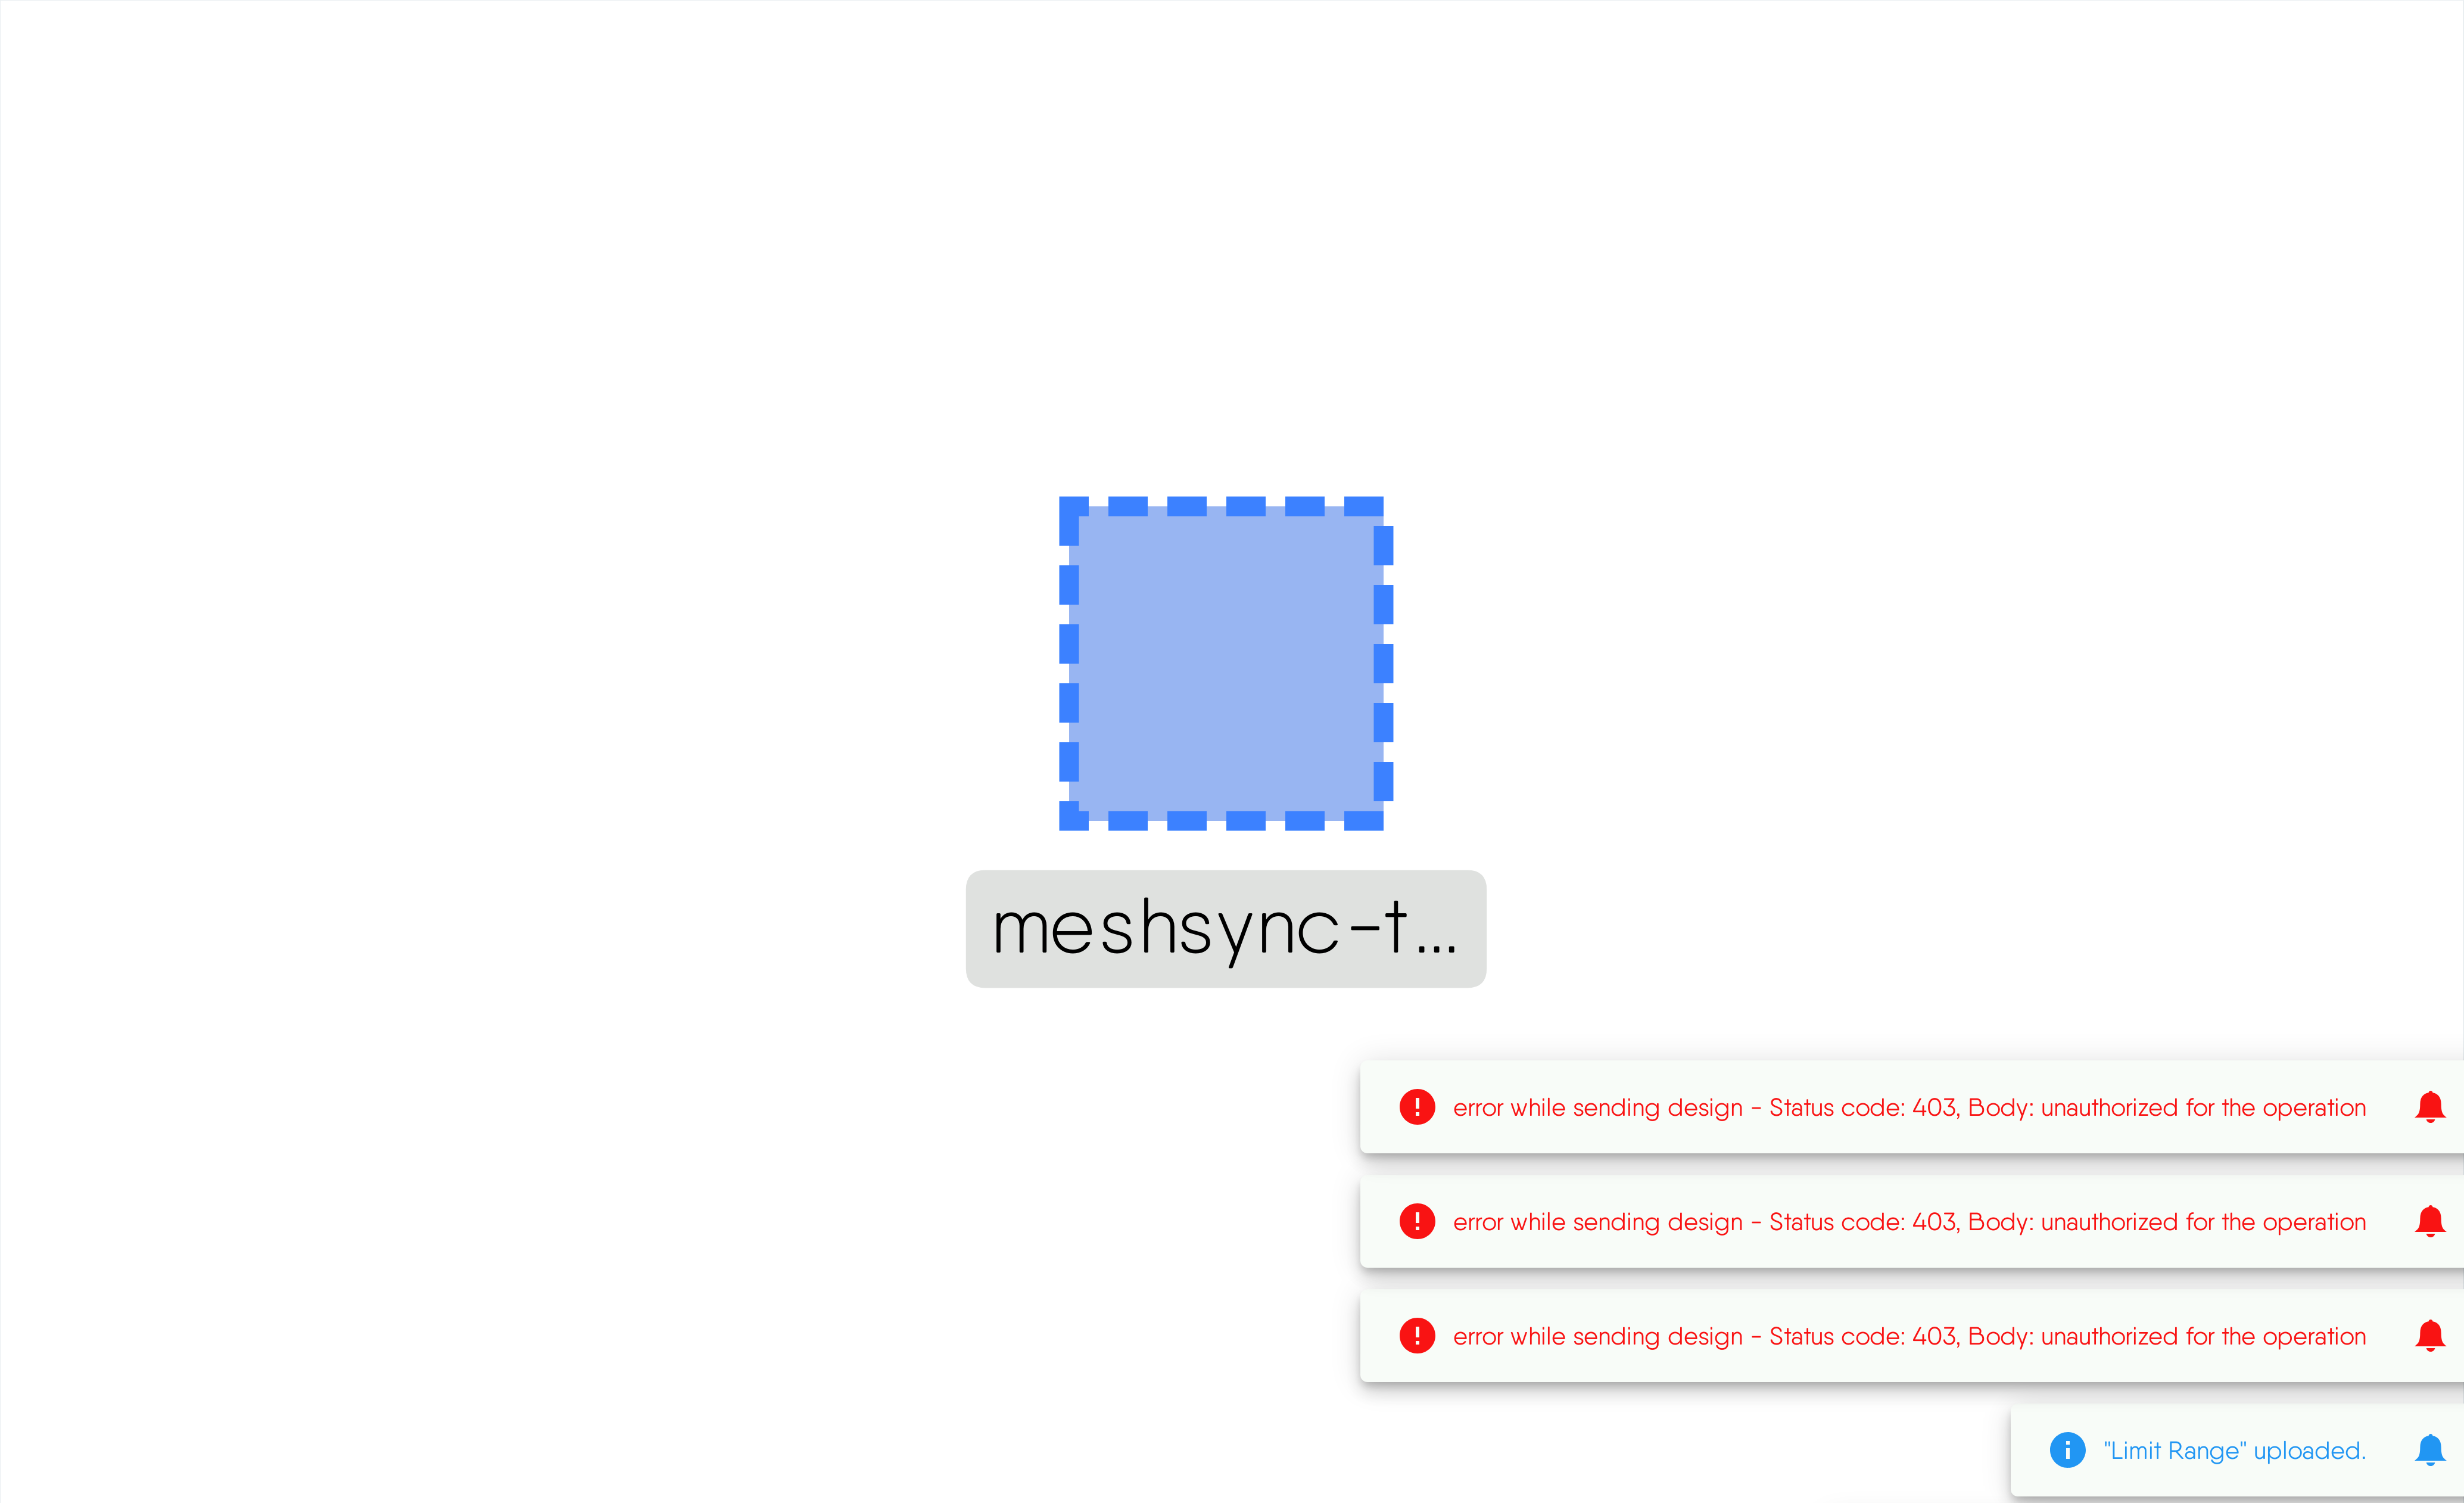 meshsync-t...
error while sending design - Status code: 403, Body: unauthorized for the operation
error while sending design - Status code: 403, Body: unauthorized for the operation
error while sending design - Status code: 403, Body: unauthorized for the operation
"Limit Range" uploaded.